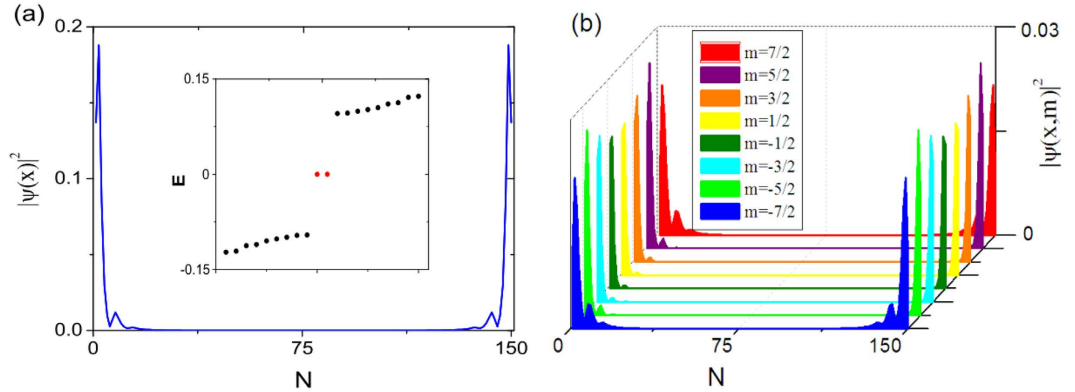 (a)
0.2
0.1
0.0
|ψ(x)|²
0
75
150
N
0.15
0
-0.15
E
(b)
m=7/2
m=5/2
m=3/2
m=1/2
m=-1/2
m=-3/2
m=-5/2
m=-7/2
0.03
0
|ψ(x,m)|²
0
75
150
N